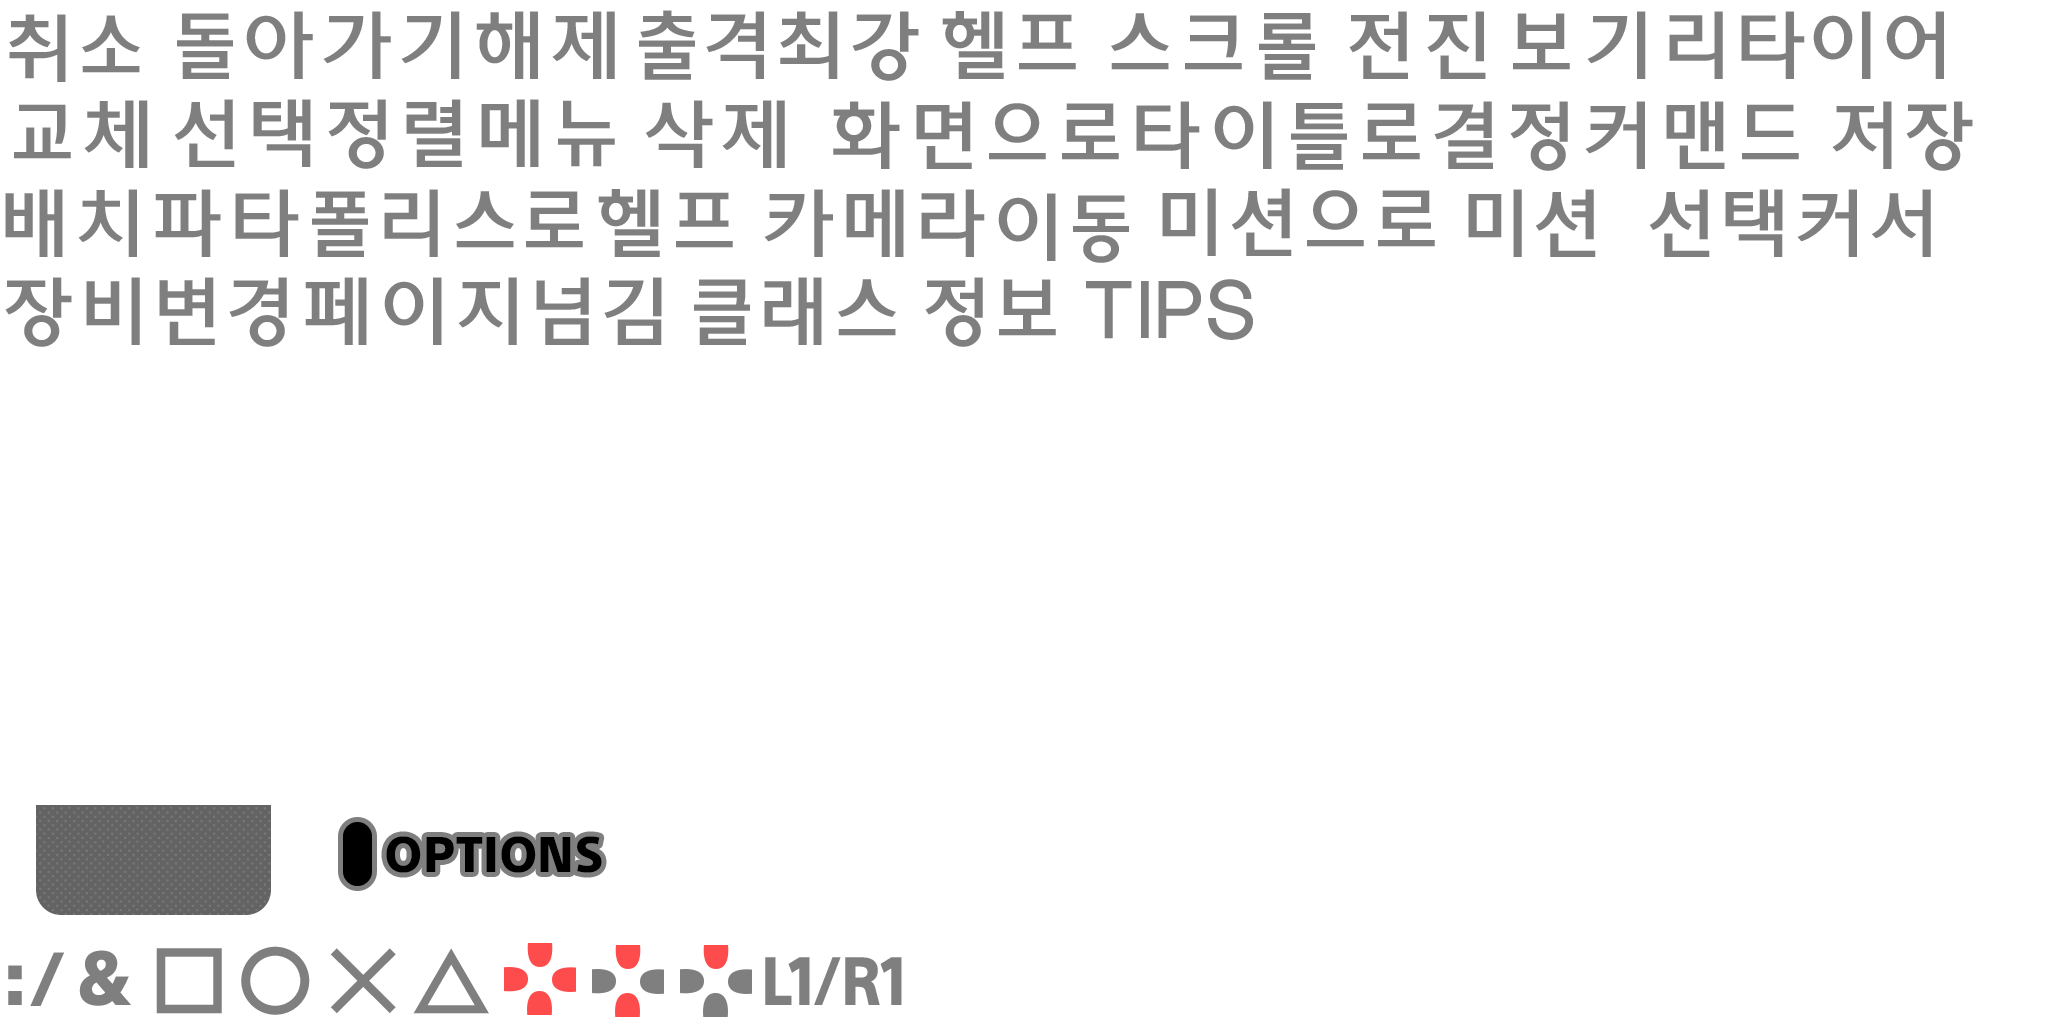 취소 돌아가기해제 출격최강 헬프 스크롤 전진 보기리타이어
교체 선택정렬메뉴 삭제 화면으로타이틀로결정커맨드 저장
배치파타폴리스로헬프 카메라이동 미션으로 미션 선택커서
장비변경페이지넘김 클래스 정보 TIPS
OPTIONS
:/ & □○×△ L1/R1